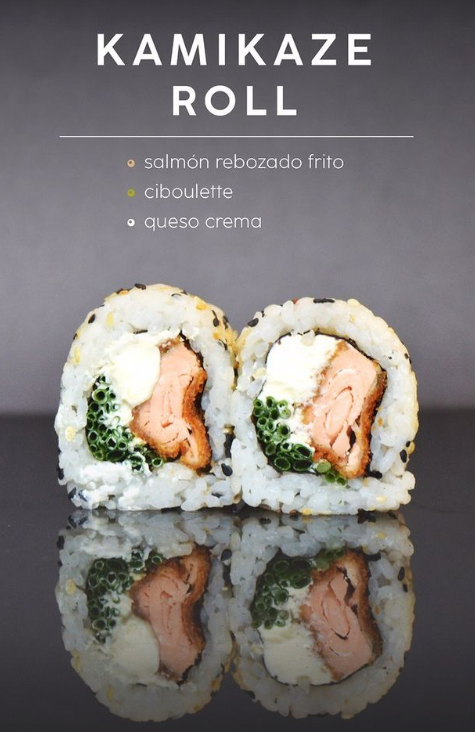 KAMIKAZE
ROLL
salmón rebozado frito
ciboulette
queso crema